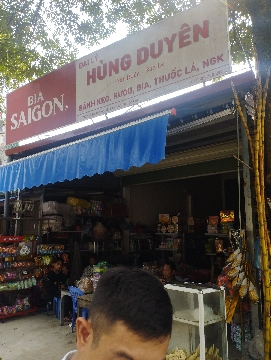 BIA
SAIGON
ĐẠI LÝ
HÙNG DUYÊN
BÁNH KẸO, RƯỢU, BIA, THUỐC LÁ, NGK